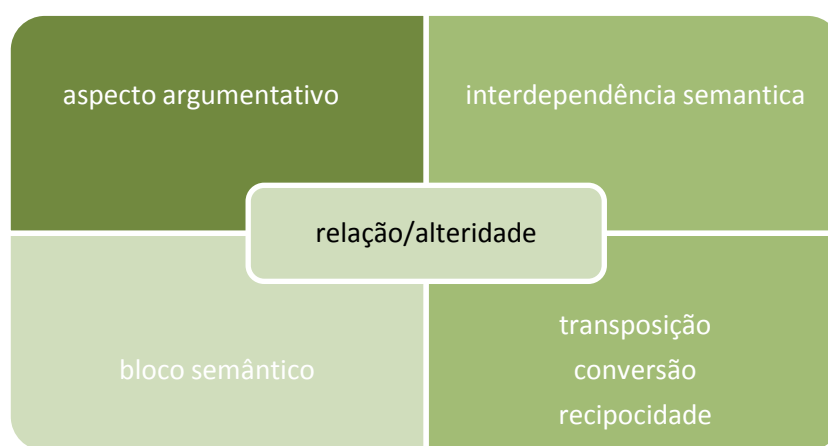 aspecto argumentativo
interdependência semantica
relação/alteridade
bloco semântico
transposição
conversão
recipocidade